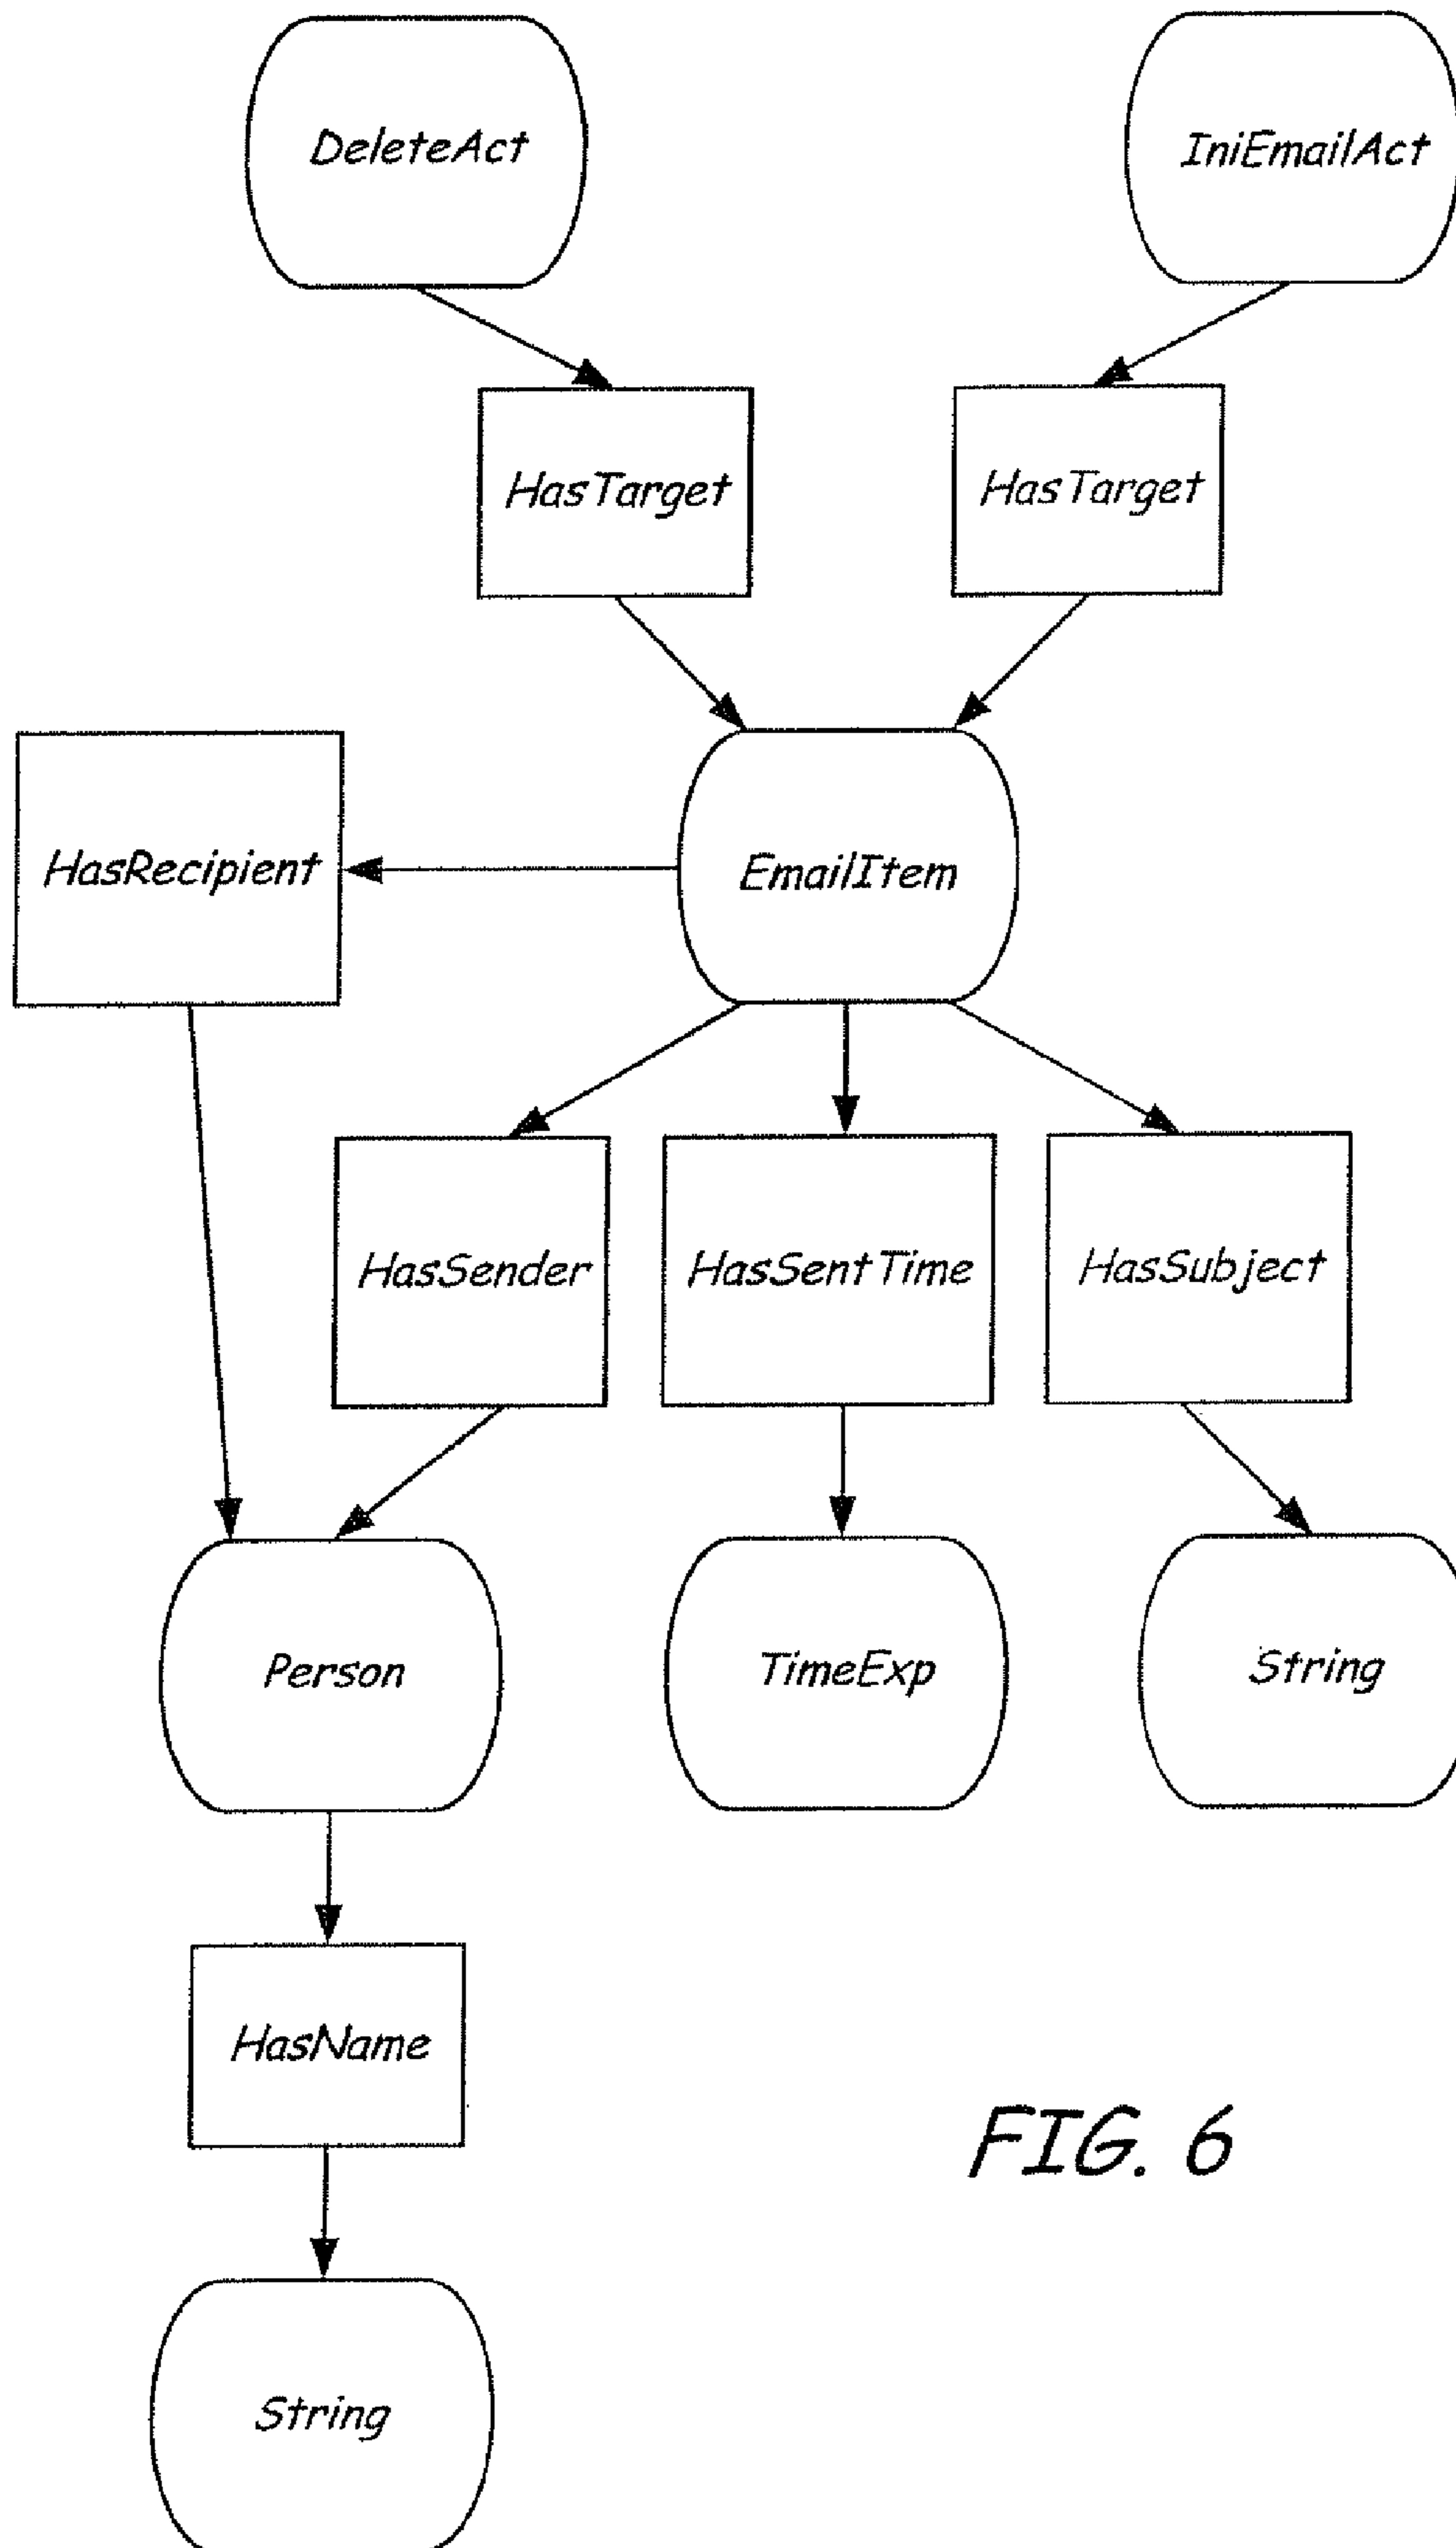 DeleteAct
IniEmailAct
HasTarget
HasTarget
HasRecipient
EmailItem
HasSender
HasSentTime
HasSubject
Person
TimeExp
String
HasName
FIG. 6
String